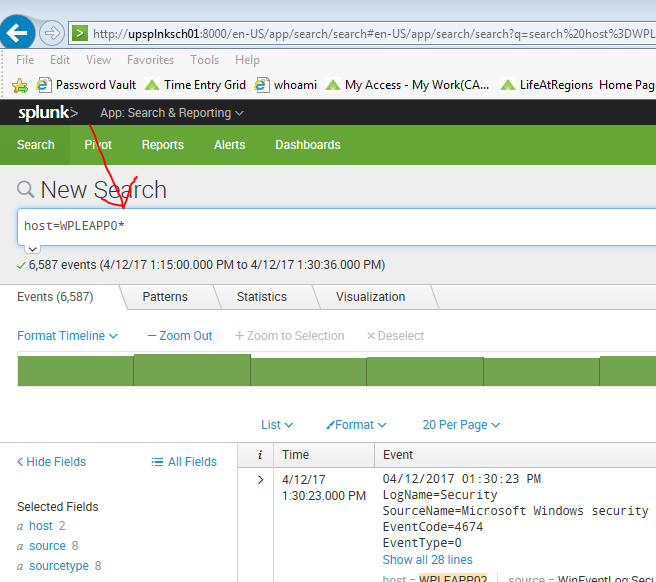 http://upsplnksch01:8000/en-US/app/search/search#en-US/app/search/search?q=search%20host%3DWPL
File Edit View Favorites Tools Help
Password Vault Time Entry Grid whoami My Access - My Work(CA... LifeAtRegions Home Pag
splunk> App: Search & Reporting
Search Pivot Reports Alerts Dashboards
New Search
host=WPLEAPP0*
6,587 events (4/12/17 1:15:00.000 PM to 4/12/17 1:30:36.000 PM)
Events (6,587) Patterns Statistics Visualization
Format Timeline — Zoom Out + Zoom to Selection × Deselect
List Format 20 Per Page
< Hide Fields All Fields i Time Event
> 4/12/17 04/12/2017 01:30:23 PM
1:30:23.000 PM LogName=Security
Selected Fields SourceName=Microsoft Windows security
a host 2 EventCode=4674
a source 8 EventType=0
a sourcetype 8 Show all 28 lines
host = WPLEAPP02 source = WinEventLog:Sec